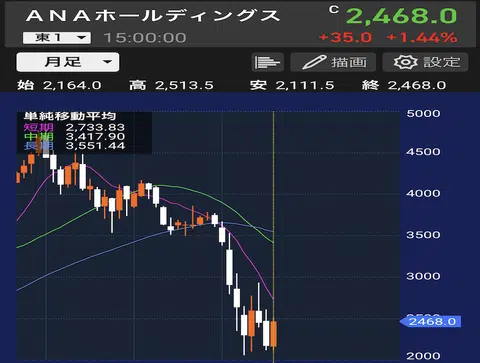 ANAホールディングス C 2,468.0
東1 15:00:00 +35.0 +1.44%
月足 描画 設定
始 2,164.0 高 2,513.5 安 2,111.5 終 2,468.0
単純移動平均
短期 2,733.83
中期 3,417.90
長期 3,551.44
5000
4500
4000
3500
3000
2468.0
2000